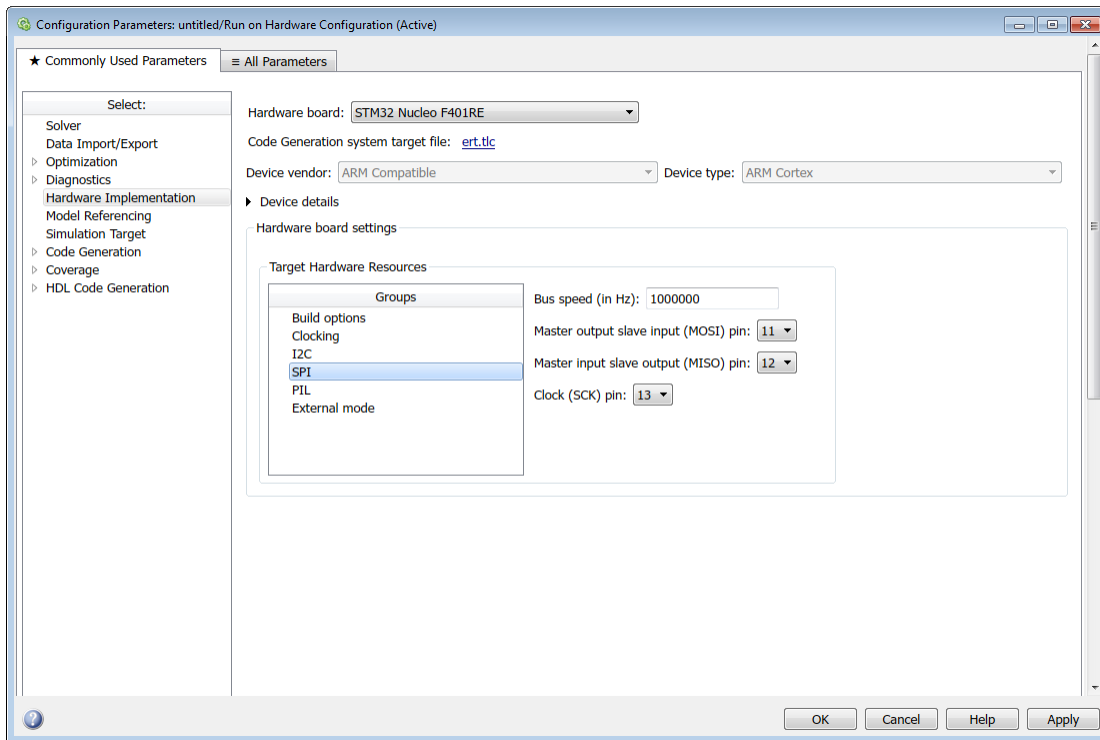 Configuration Parameters: untitled/Run on Hardware Configuration (Active)
★ Commonly Used Parameters
≡ All Parameters
Select:
Solver
Data Import/Export
Optimization
Diagnostics
Hardware Implementation
Model Referencing
Simulation Target
Code Generation
Coverage
HDL Code Generation
Hardware board: STM32 Nucleo F401RE
Code Generation system target file: ert.tlc
Device vendor: ARM Compatible Device type: ARM Cortex
Device details
Hardware board settings
Target Hardware Resources
Groups
Build options
Clocking
I2C
SPI
PIL
External mode
Bus speed (in Hz): 1000000
Master output slave input (MOSI) pin: 11
Master input slave output (MISO) pin: 12
Clock (SCK) pin: 13
?
OK Cancel Help Apply